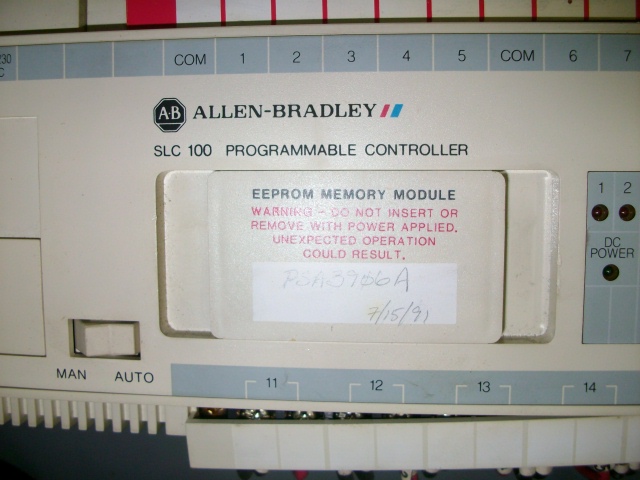 230
C
COM 1 2 3 4 5 COM 6 7
A-B ALLEN-BRADLEY
SLC 100 PROGRAMMABLE CONTROLLER
EEPROM MEMORY MODULE
WARNING - DO NOT INSERT OR
REMOVE WITH POWER APPLIED.
UNEXPECTED OPERATION
COULD RESULT.
PSA3956A
7/15/91
1 2
DC
POWER
MAN AUTO
11 12 13 14